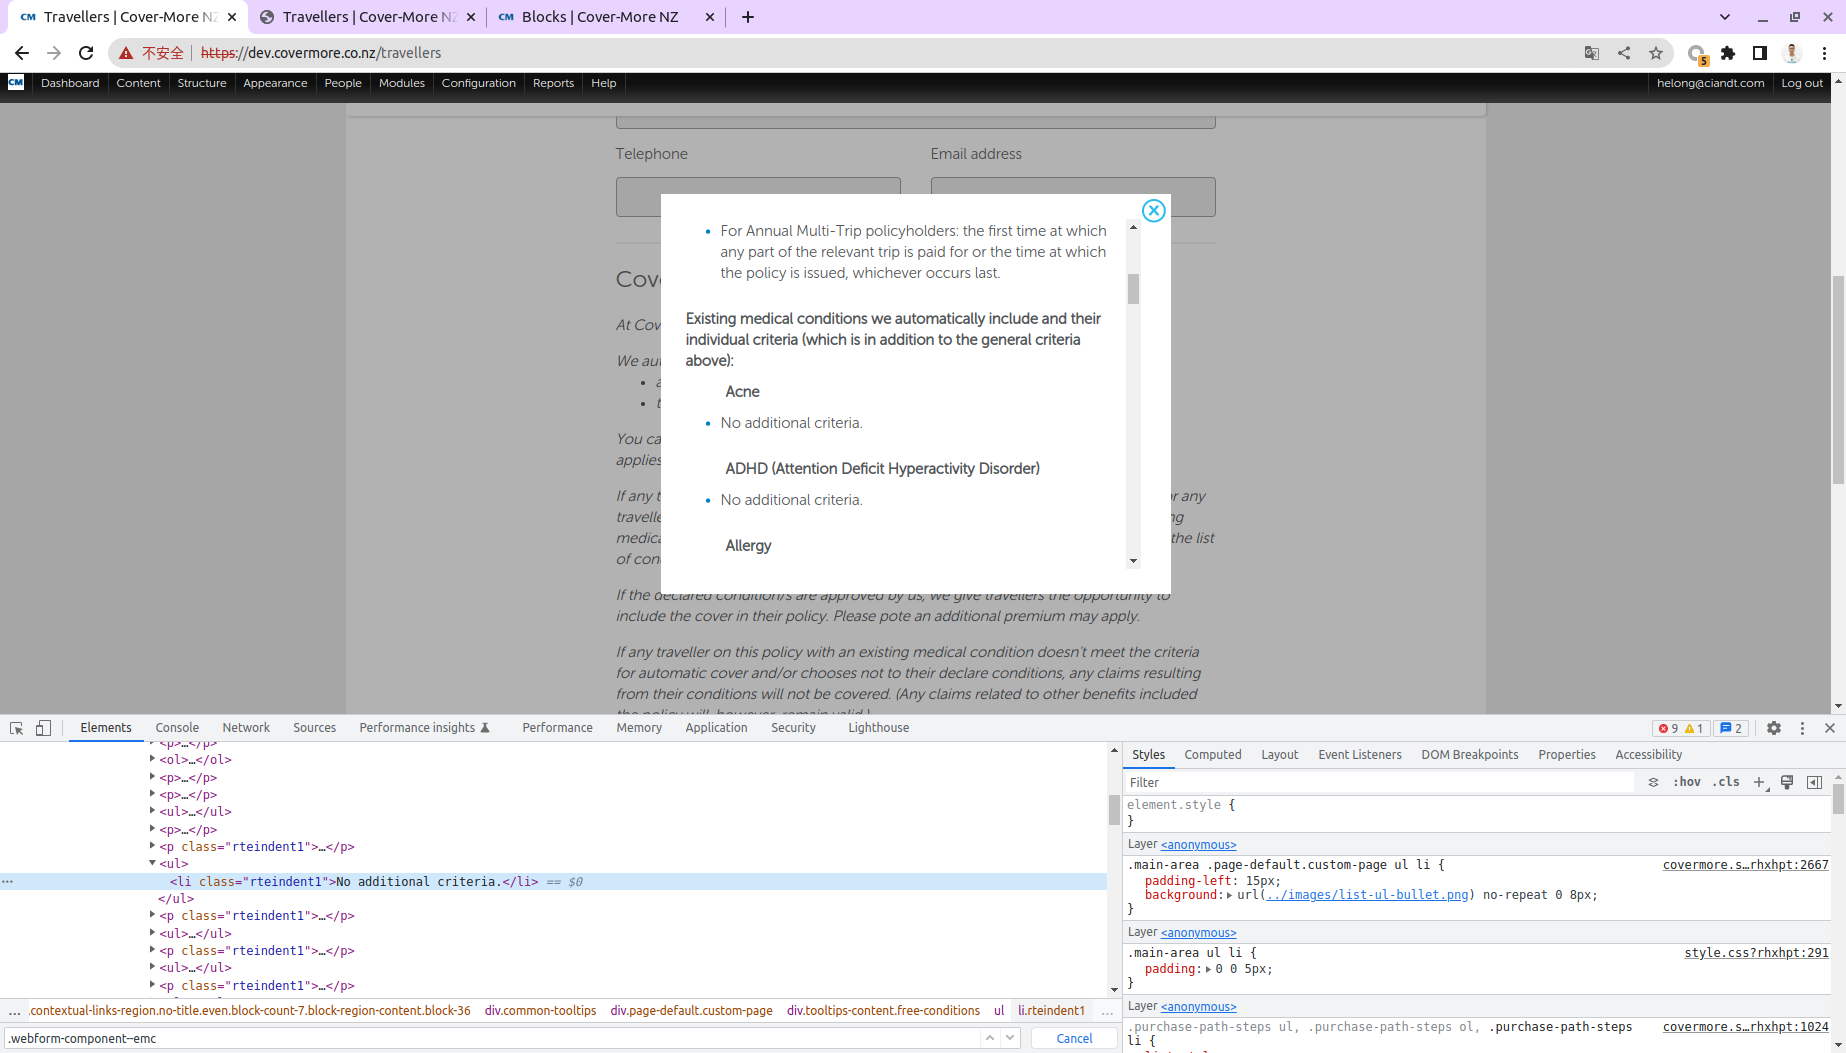 CM Travellers | Cover-More NZ
Travellers | Cover-More NZ
CM Blocks | Cover-More NZ
不安全 https://dev.covermore.co.nz/travellers
5
CM Dashboard Content Structure Appearance People Modules Configuration Reports Help helong@ciandt.com Log out
Telephone Email address
For Annual Multi-Trip policyholders: the first time at which
any part of the relevant trip is paid for or the time at which
the policy is issued, whichever occurs last.
Existing medical conditions we automatically include and their
individual criteria (which is in addition to the general criteria
above):
Acne
No additional criteria.
ADHD (Attention Deficit Hyperactivity Disorder)
No additional criteria.
Allergy
Cov
At Cov
We aut
You ca
applies
If any t r any
travelle ng
medica the list
of con
If the declared condition/s are approved by us, we give travellers the opportunity to
include the cover in their policy. Please pote an additional premium may apply.
If any traveller on this policy with an existing medical condition doesn't meet the criteria
for automatic cover and/or chooses not to their declare conditions, any claims resulting
from their conditions will not be covered. (Any claims related to other benefits included
the policy will, however, remain valid.)
Elements Console Network Sources Performance insights Performance Memory Application Security Lighthouse 9 1 2
<p>…</p>
<ol>…</ol>
<p>…</p>
<p>…</p>
<ul>…</ul>
<p>…</p>
<p class="rteindent1">…</p>
<ul>
<li class="rteindent1">No additional criteria.</li> == $0
</ul>
<p class="rteindent1">…</p>
<ul>…</ul>
<p class="rteindent1">…</p>
<ul>…</ul>
<p class="rteindent1">…</p>
... .contextual-links-region.no-title.even.block-count-7.block-region-content.block-36 div.common-tooltips div.page-default.custom-page div.tooltips-content.free-conditions ul li.rteindent1 ...
.webform-component--emc Cancel
Styles Computed Layout Event Listeners DOM Breakpoints Properties Accessibility
Filter :hov .cls
element.style {
}
Layer <anonymous>
.main-area .page-default.custom-page ul li { covermore.s…rhxhpt:2667
padding-left: 15px;
background: url(../images/list-ul-bullet.png) no-repeat 0 8px;
}
Layer <anonymous>
.main-area ul li { style.css?rhxhpt:291
padding: 0 0 5px;
}
Layer <anonymous>
.purchase-path-steps ul, .purchase-path-steps ol, .purchase-path-steps covermore.s…rhxhpt:1024
li {